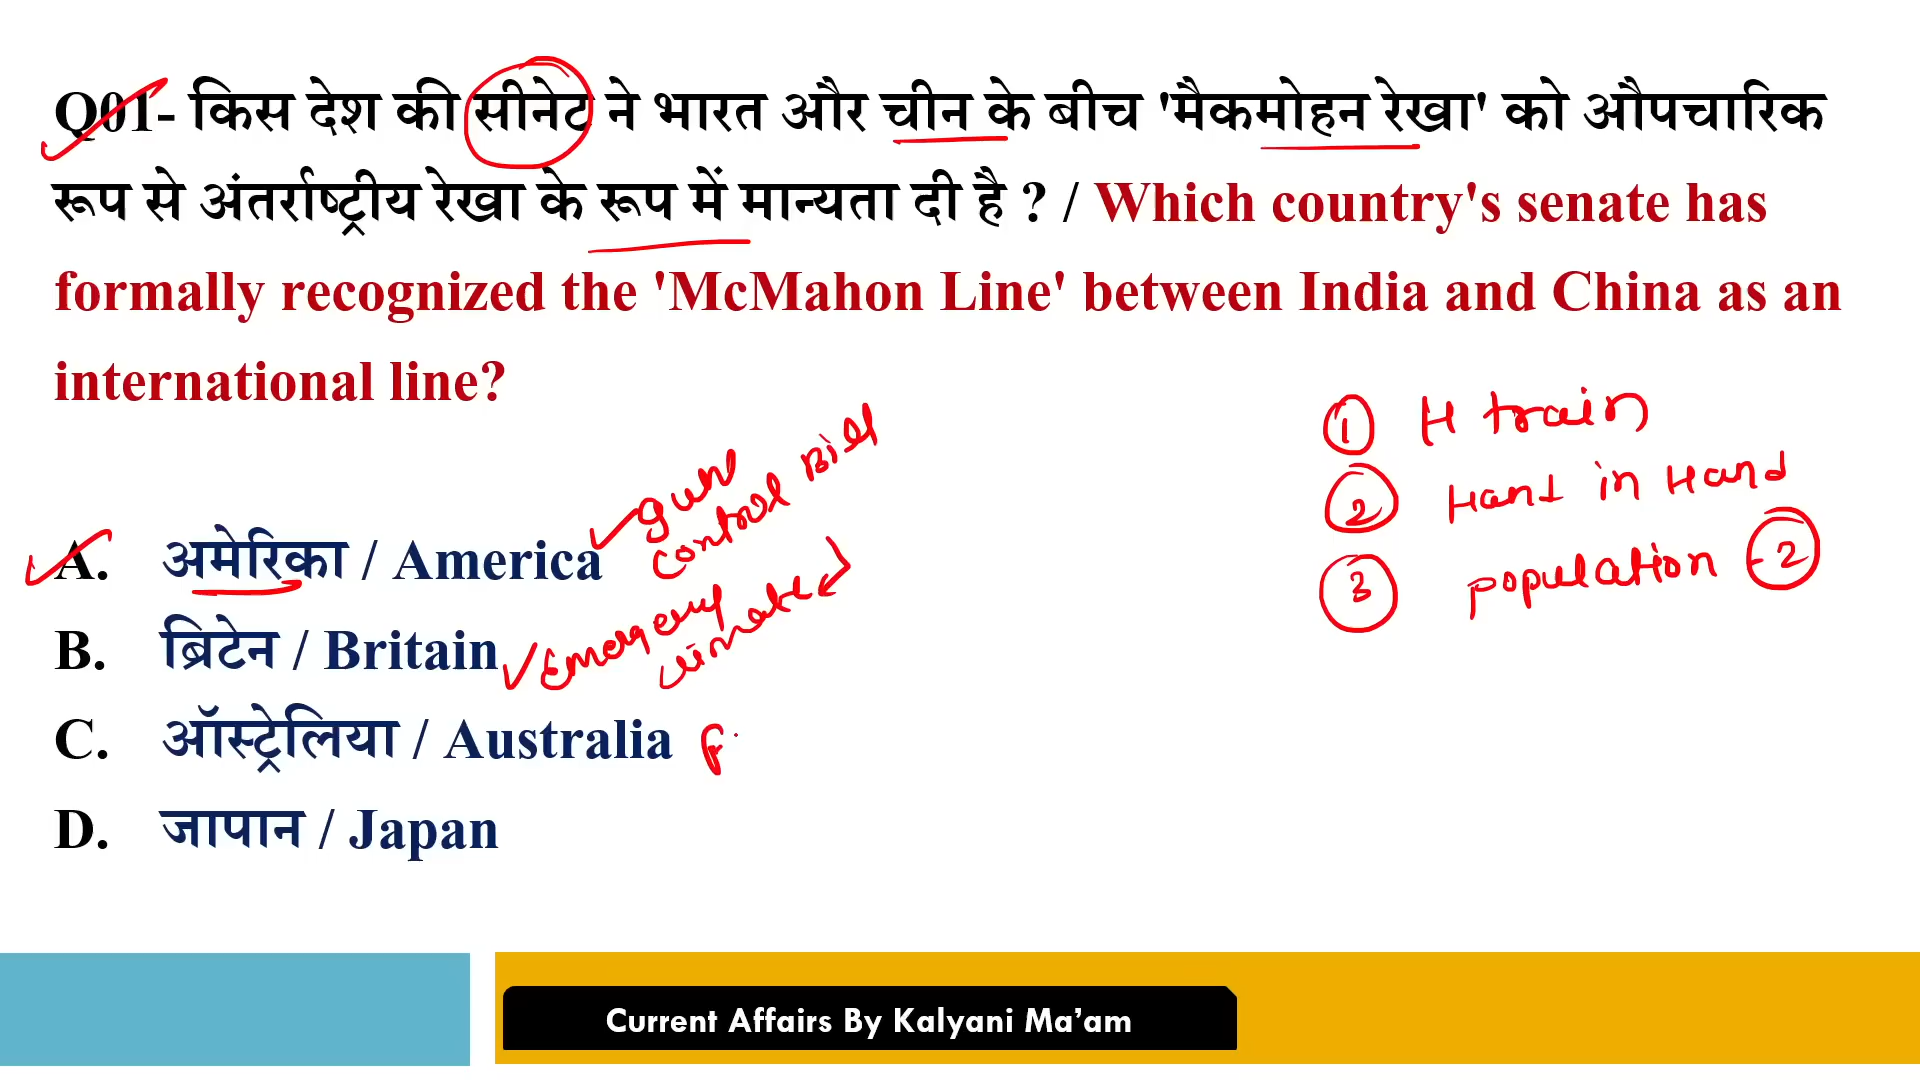 Q01- किस देश की सीनेट ने भारत और चीन के बीच 'मैकमोहन रेखा' को औपचारिक
रूप से अंतर्राष्ट्रीय रेखा के रूप में मान्यता दी है ? / Which country's senate has
formally recognized the 'McMahon Line' between India and China as an
international line?
1 H train
2 Hand in Hand
3 population -2
gun
control Bill
A. अमेरिका / America
Emergency
B. ब्रिटेन / Britain
C. ऑस्ट्रेलिया / Australia
D. जापान / Japan
Current Affairs By Kalyani Ma'am